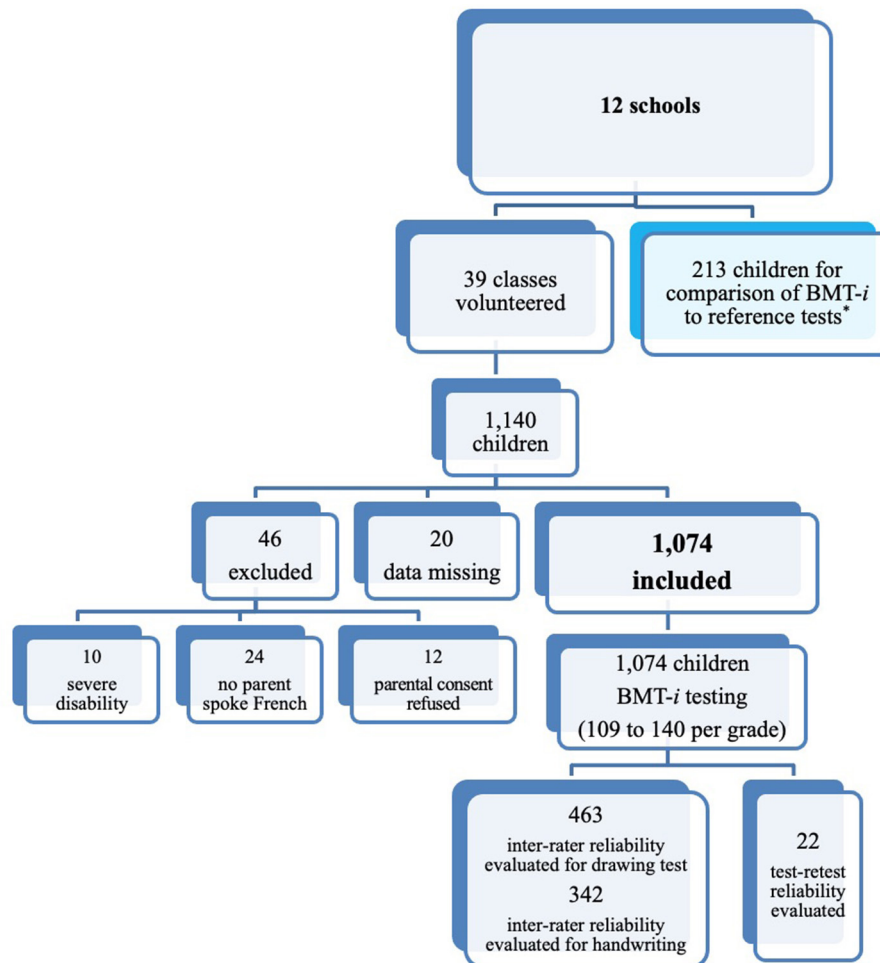 12 schools
39 classes
volunteered
213 children for
comparison of BMT-i
to reference tests*
1,140
children
46
excluded
20
data missing
1,074
included
10
severe
disability
24
no parent
spoke French
12
parental consent
refused
1,074 children
BMT-i testing
(109 to 140 per grade)
463
inter-rater reliability
evaluated for drawing test
342
inter-rater reliability
evaluated for handwriting
22
test-retest
reliability
evaluated